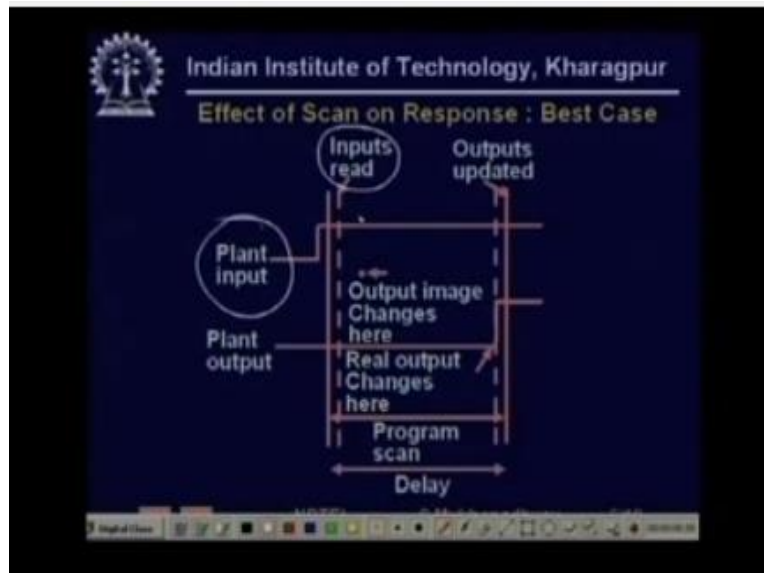 Indian Institute of Technology, Kharagpur
Effect of Scan on Response : Best Case
Inputs
read
Outputs
updated
Plant
input
Output image
Changes
here
Plant
output
Real output
Changes
here
Program
scan
Delay